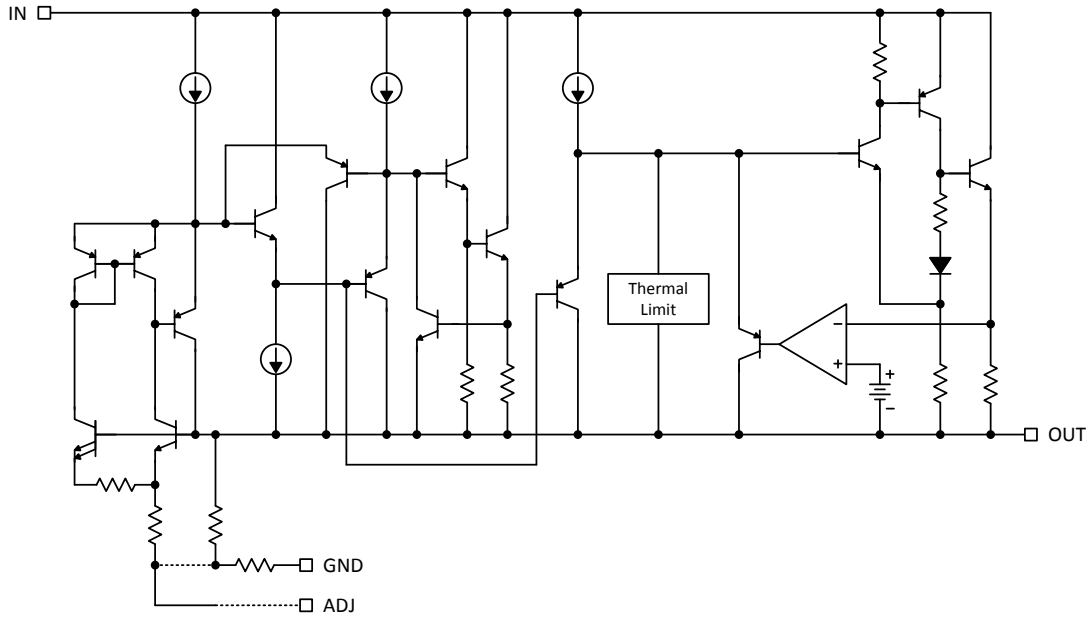 IN
Thermal
Limit
−
+
+
−
OUT
GND
ADJ